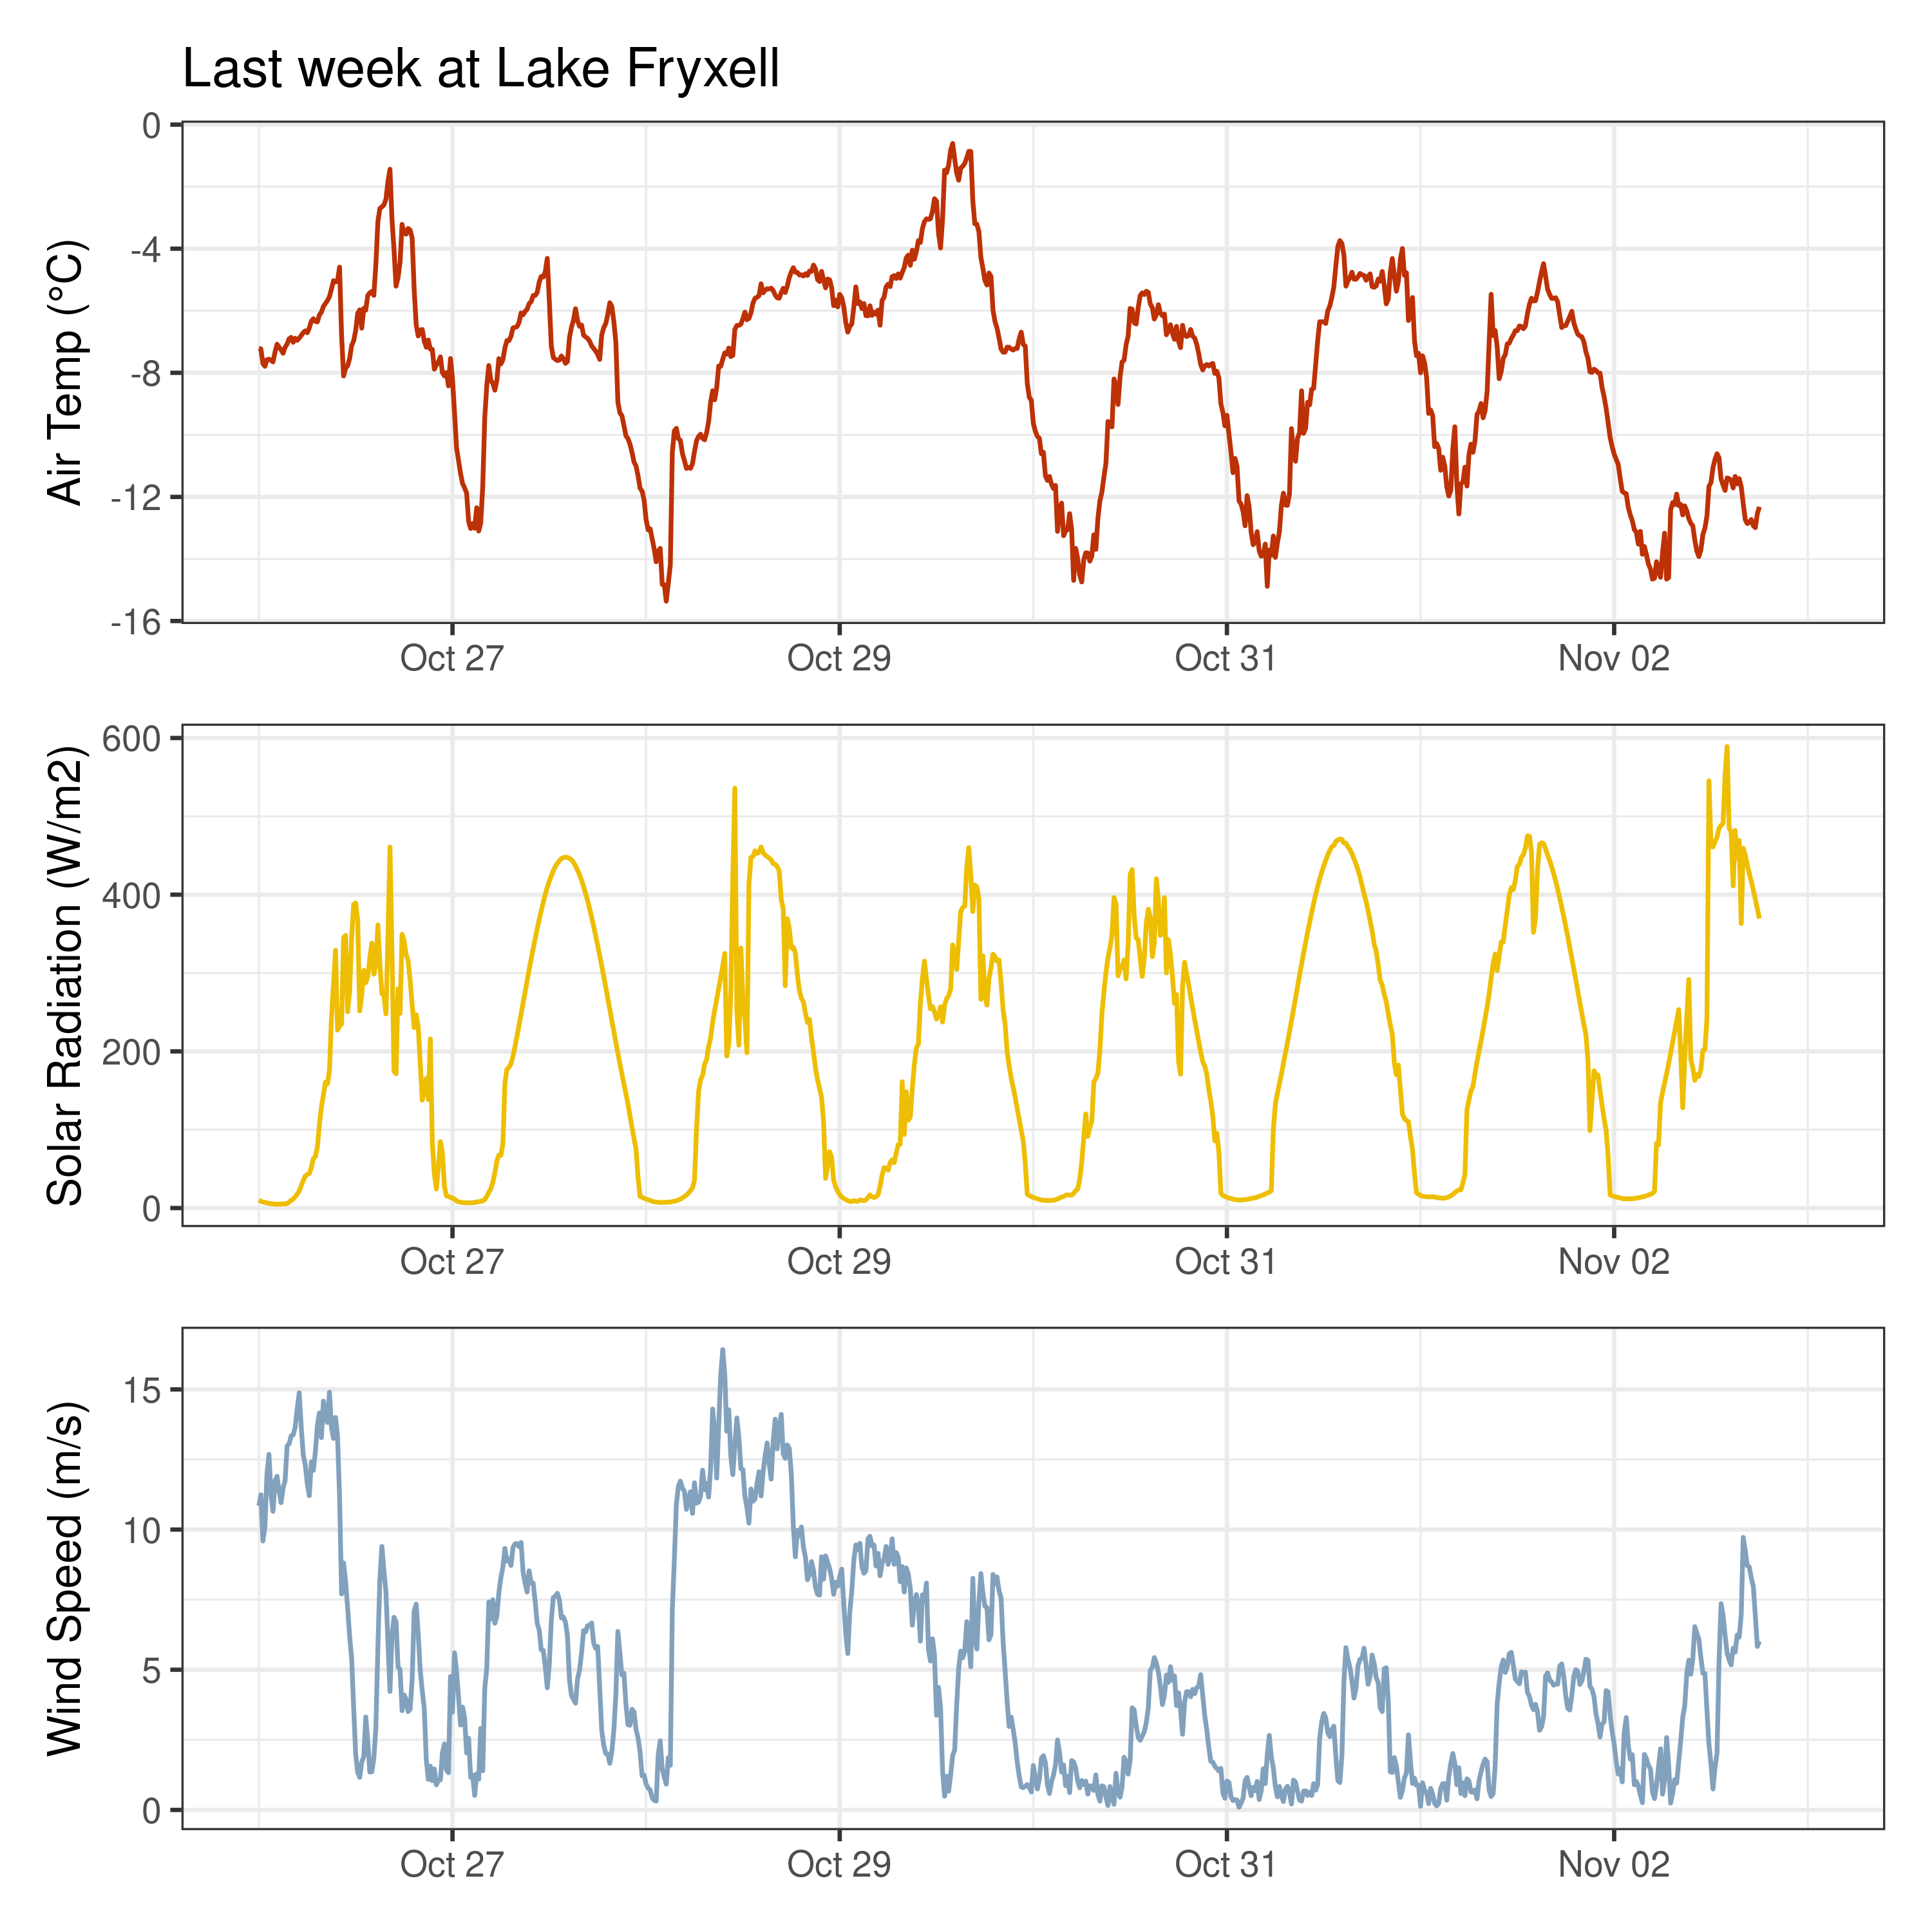 Last week at Lake Fryxell
Air Temp (°C)
0
-4
-8
-12
-16
Oct 27 Oct 29 Oct 31 Nov 02
Solar Radiation (W/m2)
600
400
200
0
Oct 27 Oct 29 Oct 31 Nov 02
Wind Speed (m/s)
15
10
5
0
Oct 27 Oct 29 Oct 31 Nov 02